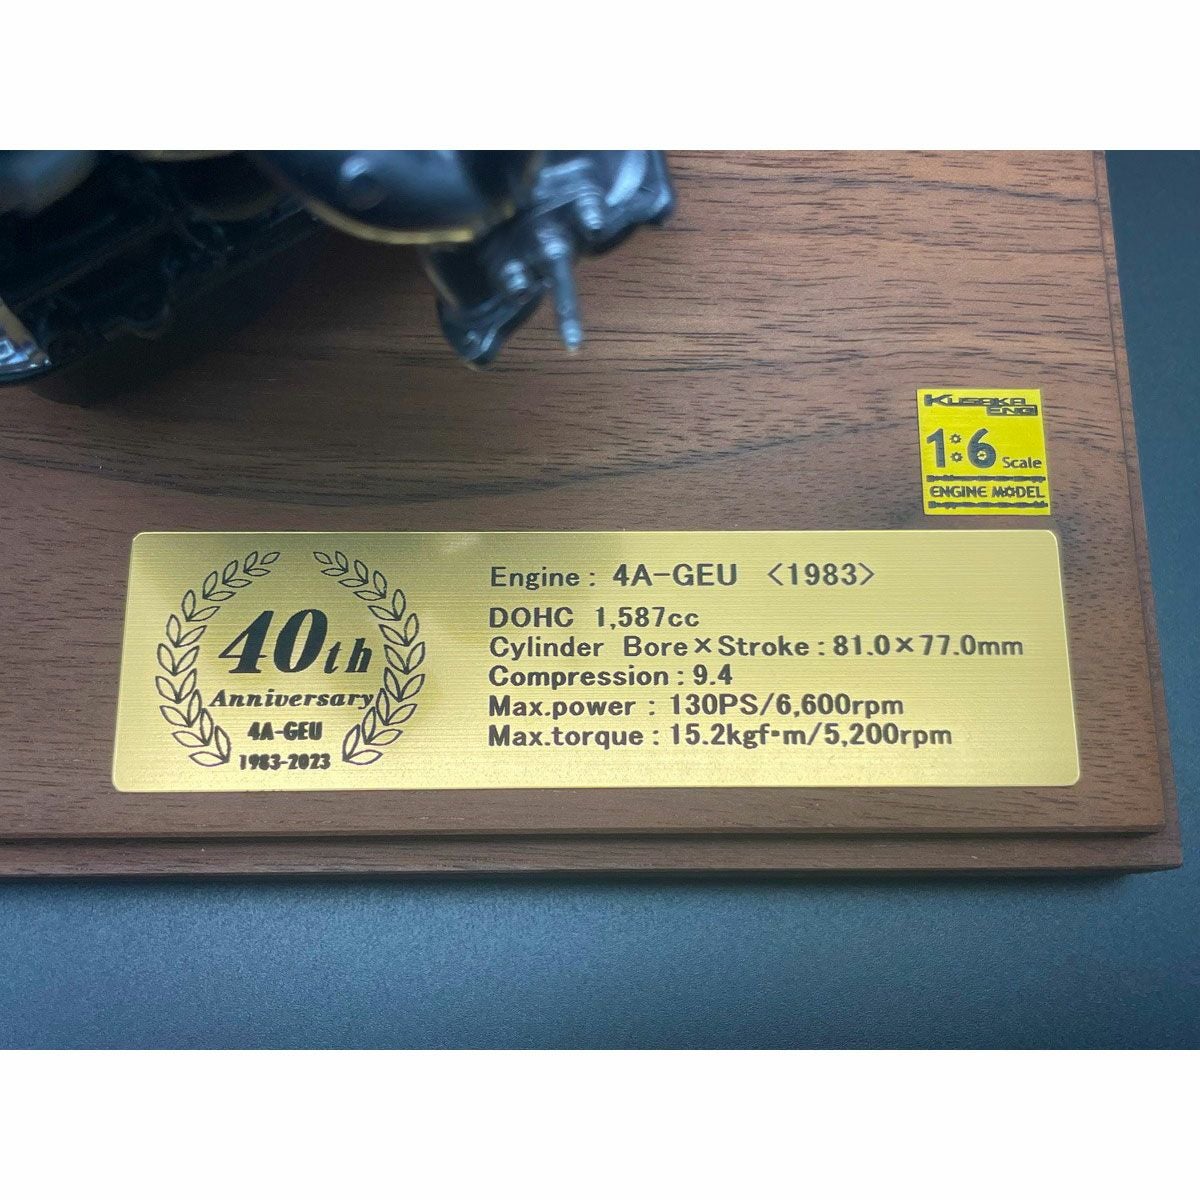 KUSAKA
ENG
1:6 Scale
ENGINE MODEL
40th
Anniversary
4A-GEU
1983-2023
Engine : 4A-GEU <1983>
DOHC 1,587cc
Cylinder Bore×Stroke : 81.0×77.0mm
Compression : 9.4
Max.power : 130PS/6,600rpm
Max.torque : 15.2kgf･m/5,200rpm